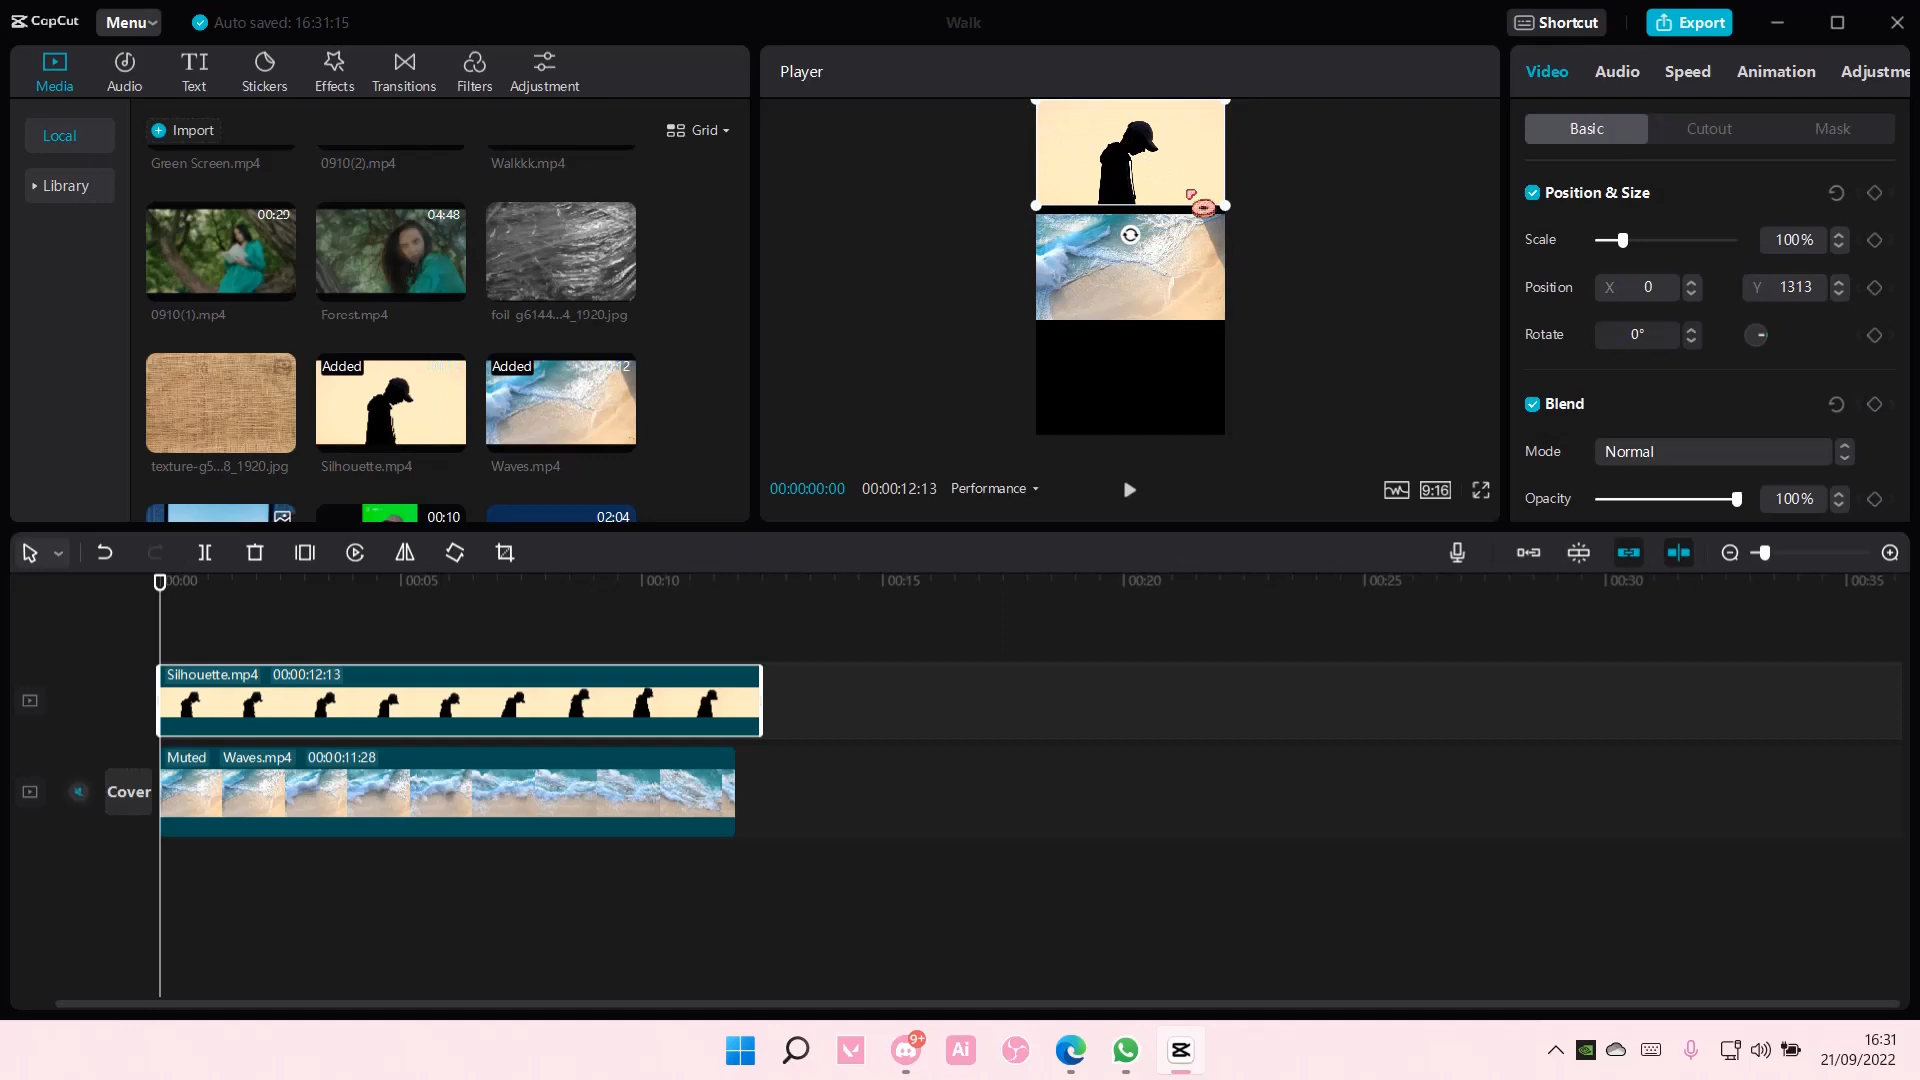 CapCut Menu Auto saved: 16:31:15 Walk Shortcut Export
Media Audio Text Stickers Effects Transitions Filters Adjustment
Player
Video Audio Speed Animation Adjustme
Local
Library
Import Grid
Green Screen.mp4 0910(2).mp4 Walkkk.mp4
00:29 04:48
0910(1).mp4 Forest.mp4 foil_g6144...4_1920.jpg
Added Added
texture-g5...8_1920.jpg Silhouette.mp4 Waves.mp4
00:10 02:04
00:00:00:00 00:00:12:13 Performance 9:16
Basic Cutout Mask
Position & Size
Scale 100%
Position X 0 Y 1313
Rotate 0°
Blend
Mode Normal
Opacity 100%
00:00 00:05 00:10 00:15 00:20 00:25 00:30 00:35
Silhouette.mp4 00:00:12:13
Muted Waves.mp4 00:00:11:28
Cover
9+
Ai
16:31
21/09/2022